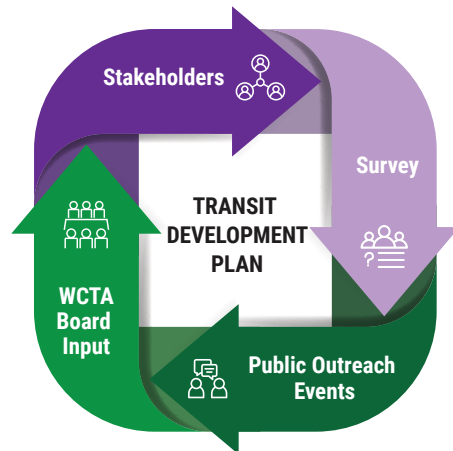 Stakeholders
Survey
TRANSIT
DEVELOPMENT
PLAN
WCTA
Board
Input
Public Outreach
Events